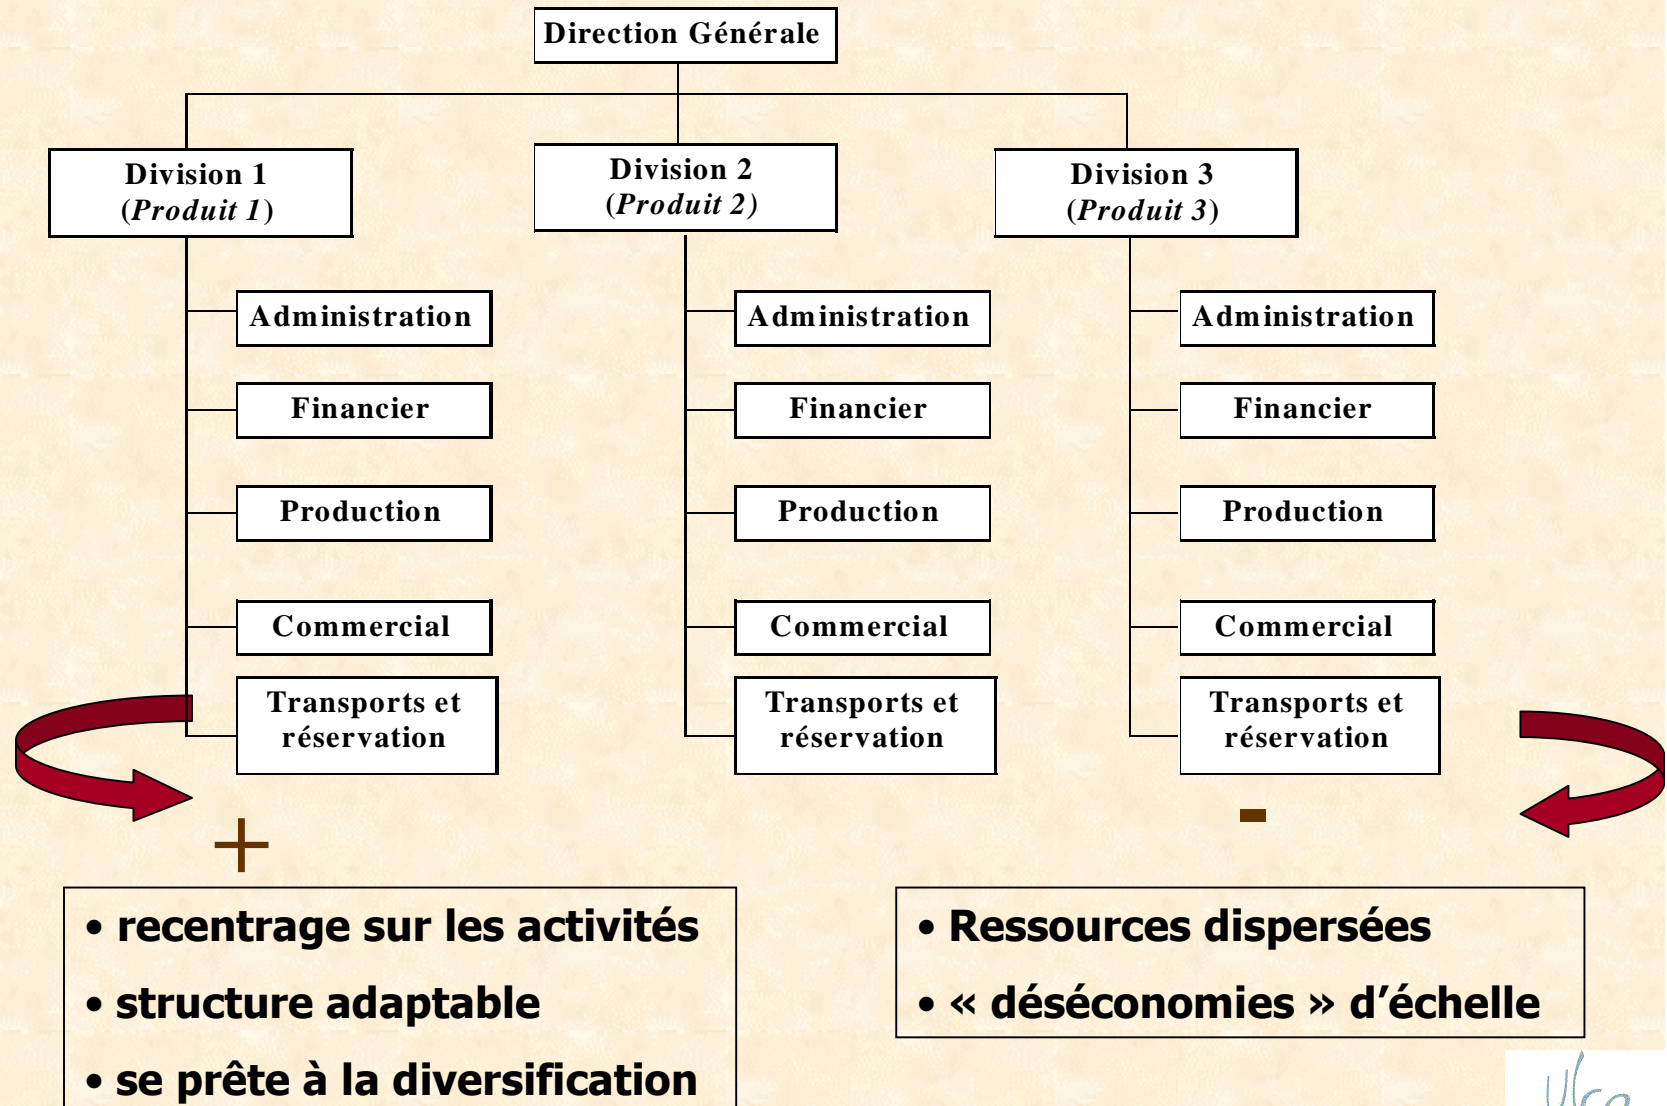 Direction Générale
Division 1
(Produit 1)
Division 2
(Produit 2)
Division 3
(Produit 3)
Administration
Administration
Administration
Financier
Financier
Financier
Production
Production
Production
Commercial
Commercial
Commercial
Transports et
réservation
Transports et
réservation
Transports et
réservation
+
-
• recentrage sur les activités
• structure adaptable
• se prête à la diversification
• Ressources dispersées
• « déséconomies » d’échelle